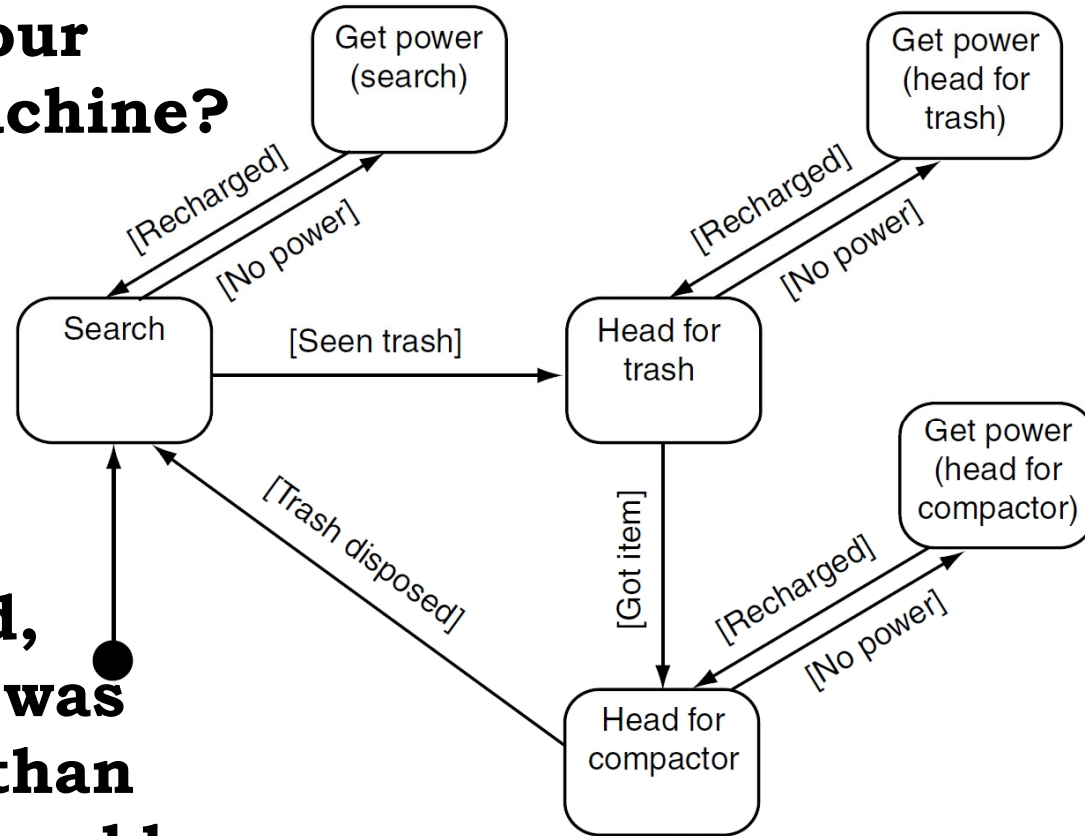 our
achine?
Get power
(search)
Get power
(head for
trash)
[Recharged]
[No power]
[Recharged]
[No power]
Search
[Seen trash]
Head for
trash
Get power
(head for
compactor)
[Trash disposed]
[Got item]
[Recharged]
[No power]
d,
was
than
Head for
compactor